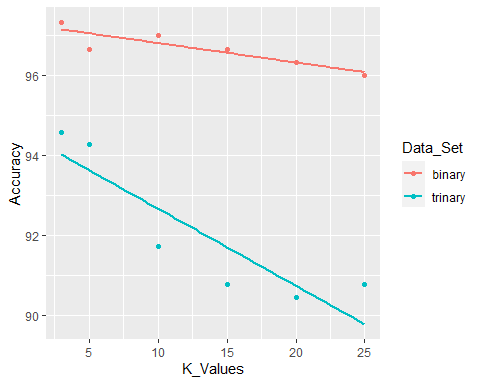 96
94
92
90
Accuracy
5 10 15 20 25
K_Values
Data_Set
binary
trinary